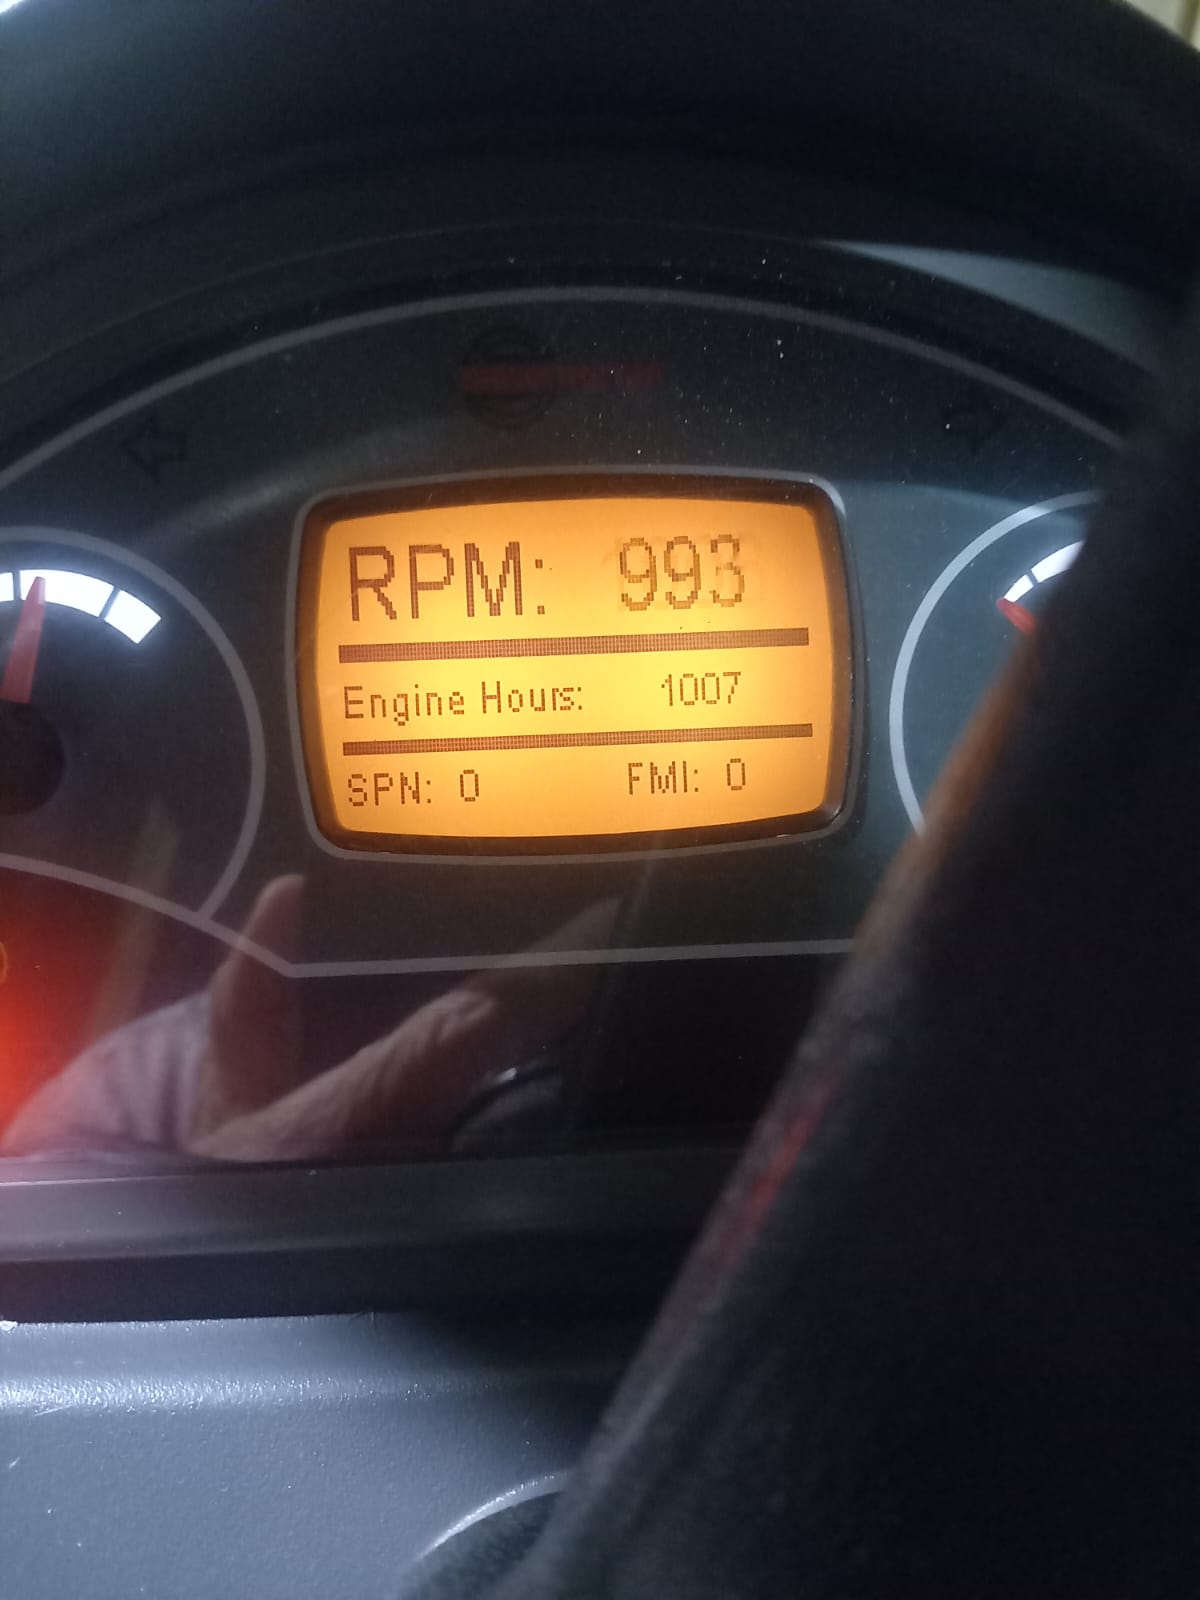 RPM: 993
Engine Hours: 1007
SPN: 0 FMI: 0